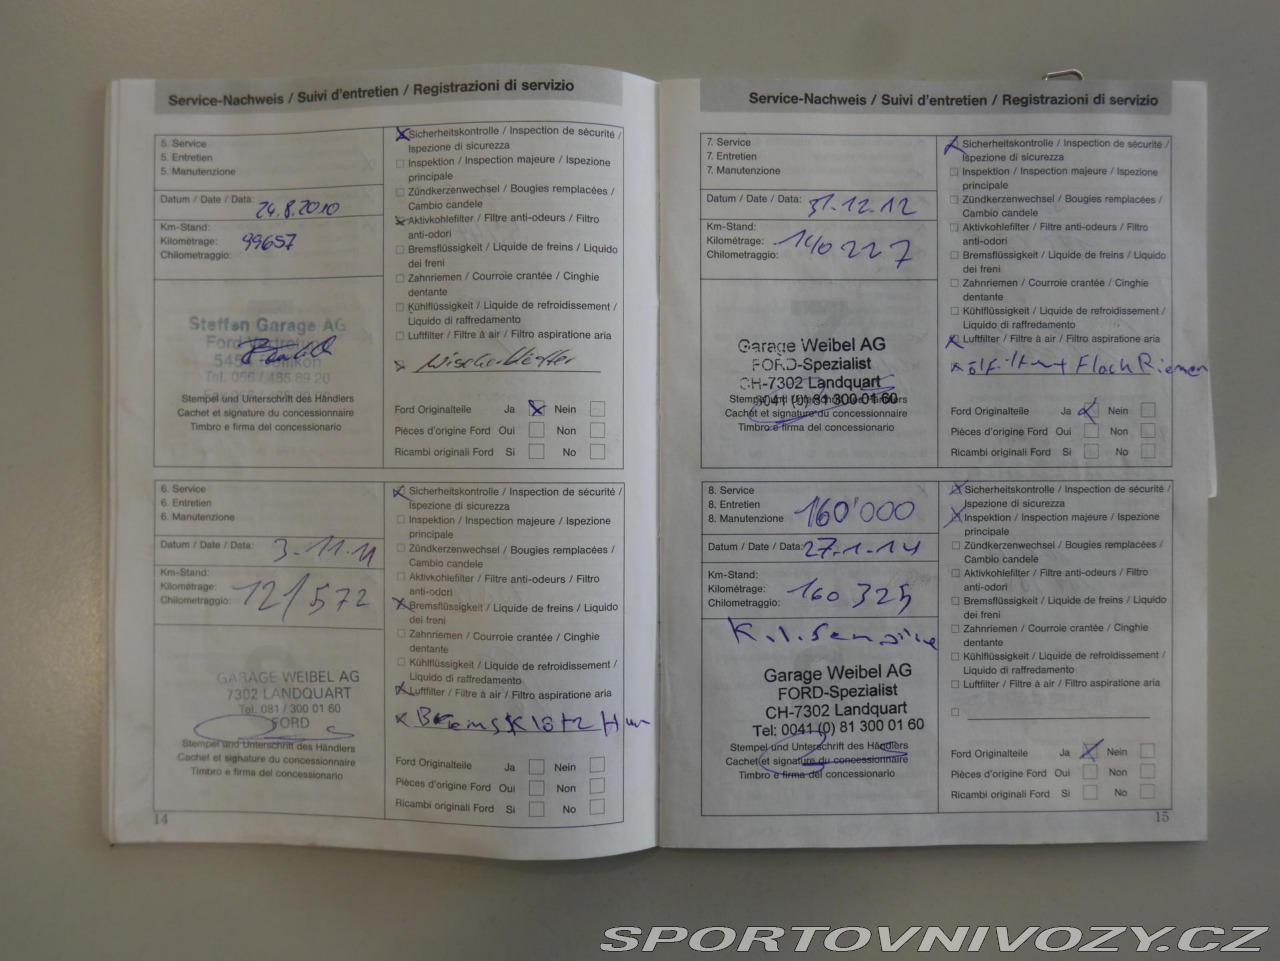 Service-Nachweis / Suivi d'entretien / Registrazioni di servizio
5. Service
5. Entretien
5. Manutenzione
Datum / Date / Data: 24.8.2010
Km-Stand:
Kilométrage: 99657
Chilometraggio:
Steffen Garage AG
Ford
Stempel und Unterschrift des Händlers
Cachet et signature du concessionnaire
Timbro e firma del concessionario
Sicherheitskontrolle / Inspection de sécurité /
Ispezione di sicurezza
Inspektion / Inspection majeure / Ispezione
principale
Zündkerzenwechsel / Bougies remplacées /
Cambio candele
Aktivkohlefilter / Filtre anti-odeurs / Filtro
anti-odori
Bremsflüssigkeit / Liquide de freins / Liquido
dei freni
Zahnriemen / Courroie crantée / Cinghie
dentante
Kühlflüssigkeit / Liquide de refroidissement /
Liquido di raffredamento
Luftfilter / Filtre à air / Filtro aspiratione aria
Ford Originalteile Ja Nein
Pièces d'origine Ford Oui Non
Ricambi originali Ford Si No
6. Service
6. Entretien
6. Manutenzione
Datum / Date / Data: 3.11.11
Km-Stand:
Kilométrage: 121572
Chilometraggio:
GARAGE WEIBEL AG
7302 LANDQUART
Tel. 081 / 300 01 60
FORD
Stempel und Unterschrift des Händlers
Cachet et signature du concessionnaire
Timbro e firma del concessionario
Sicherheitskontrolle / Inspection de sécurité /
Ispezione di sicurezza
Inspektion / Inspection majeure / Ispezione
principale
Zündkerzenwechsel / Bougies remplacées /
Cambio candele
Aktivkohlefilter / Filtre anti-odeurs / Filtro
anti-odori
Bremsflüssigkeit / Liquide de freins / Liquido
dei freni
Zahnriemen / Courroie crantée / Cinghie
dentante
Kühlflüssigkeit / Liquide de refroidissement /
Liquido di raffredamento
Luftfilter / Filtre à air / Filtro aspiratione aria
Bremsklötz
Ford Originalteile Ja Nein
Pièces d'origine Ford Oui Non
Ricambi originali Ford Si No
14
Service-Nachweis / Suivi d'entretien / Registrazioni di servizio
7. Service
7. Entretien
7. Manutenzione
Datum / Date / Data: 31.12.12
Km-Stand:
Kilométrage: 140227
Chilometraggio:
Garage Weibel AG
FORD-Spezialist
CH-7302 Landquart
0041 (0) 81 300 01 60
Stempel und Unterschrift des Händlers
Cachet et signature du concessionnaire
Timbro e firma del concessionario
Sicherheitskontrolle / Inspection de sécurité /
Ispezione di sicurezza
Inspektion / Inspection majeure / Ispezione
principale
Zündkerzenwechsel / Bougies remplacées /
Cambio candele
Aktivkohlefilter / Filtre anti-odeurs / Filtro
anti-odori
Bremsflüssigkeit / Liquide de freins / Liquido
dei freni
Zahnriemen / Courroie crantée / Cinghie
dentante
Kühlflüssigkeit / Liquide de refroidissement /
Liquido di raffredamento
Luftfilter / Filtre à air / Filtro aspiratione aria
ölfilter + Flach Riemen
Ford Originalteile Ja Nein
Pièces d'origine Ford Oui Non
Ricambi originali Ford Si No
8. Service
8. Entretien
8. Manutenzione 160'000
Datum / Date / Data: 27.1.14
Km-Stand:
Kilométrage: 160325
Chilometraggio:
Garage Weibel AG
FORD-Spezialist
CH-7302 Landquart
Tel: 0041 (0) 81 300 01 60
Stempel und Unterschrift des Händlers
Cachet et signature du concessionnaire
Timbro e firma del concessionario
Sicherheitskontrolle / Inspection de sécurité /
Ispezione di sicurezza
Inspektion / Inspection majeure / Ispezione
principale
Zündkerzenwechsel / Bougies remplacées /
Cambio candele
Aktivkohlefilter / Filtre anti-odeurs / Filtro
anti-odori
Bremsflüssigkeit / Liquide de freins / Liquido
dei freni
Zahnriemen / Courroie crantée / Cinghie
dentante
Kühlflüssigkeit / Liquide de refroidissement /
Liquido di raffredamento
Luftfilter / Filtre à air / Filtro aspiratione aria
Ford Originalteile Ja Nein
Pièces d'origine Ford Oui Non
Ricambi originali Ford Si No
15
SPORTOVNIVOZY.CZ